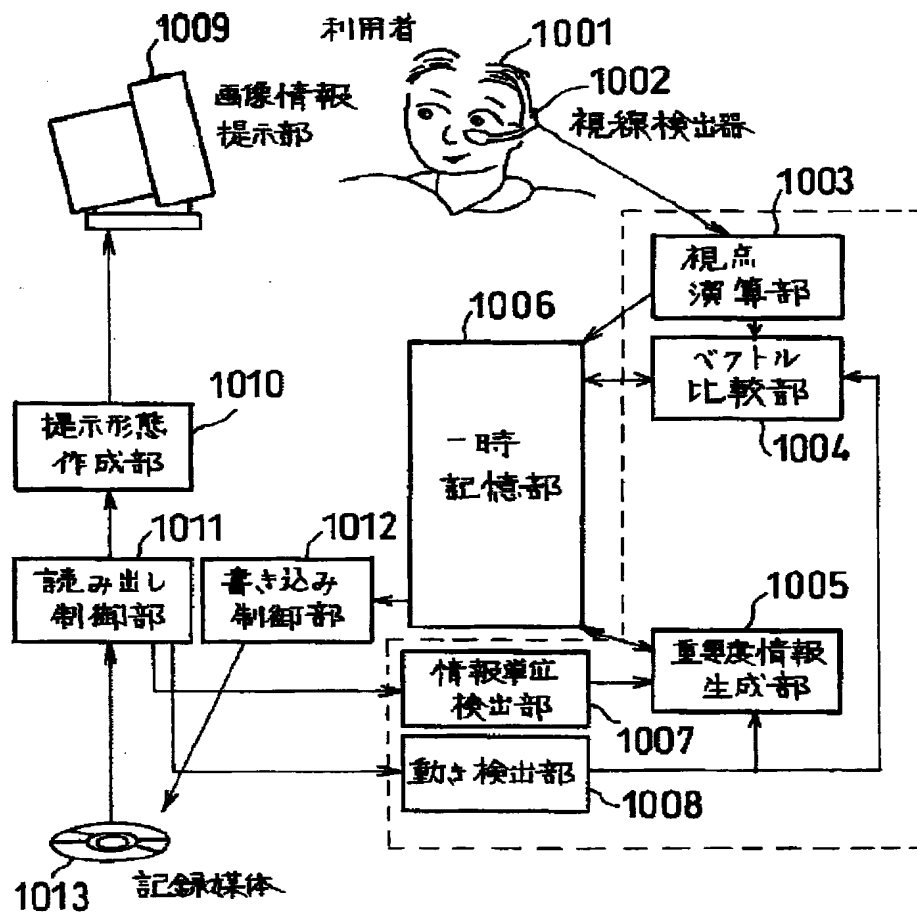 1009
利用者
1001
1002
画像情報
提示部
視線検出器
1003
視点
演算部
1006
ベクトル
比較部
1010
提示形態
作成部
一時
記憶部
1004
1011
1012
読み出し
制御部
書き込み
制御部
1005
重要度情報
生成部
情報単位
検出部
1007
動き検出部
1008
1013
記録媒体